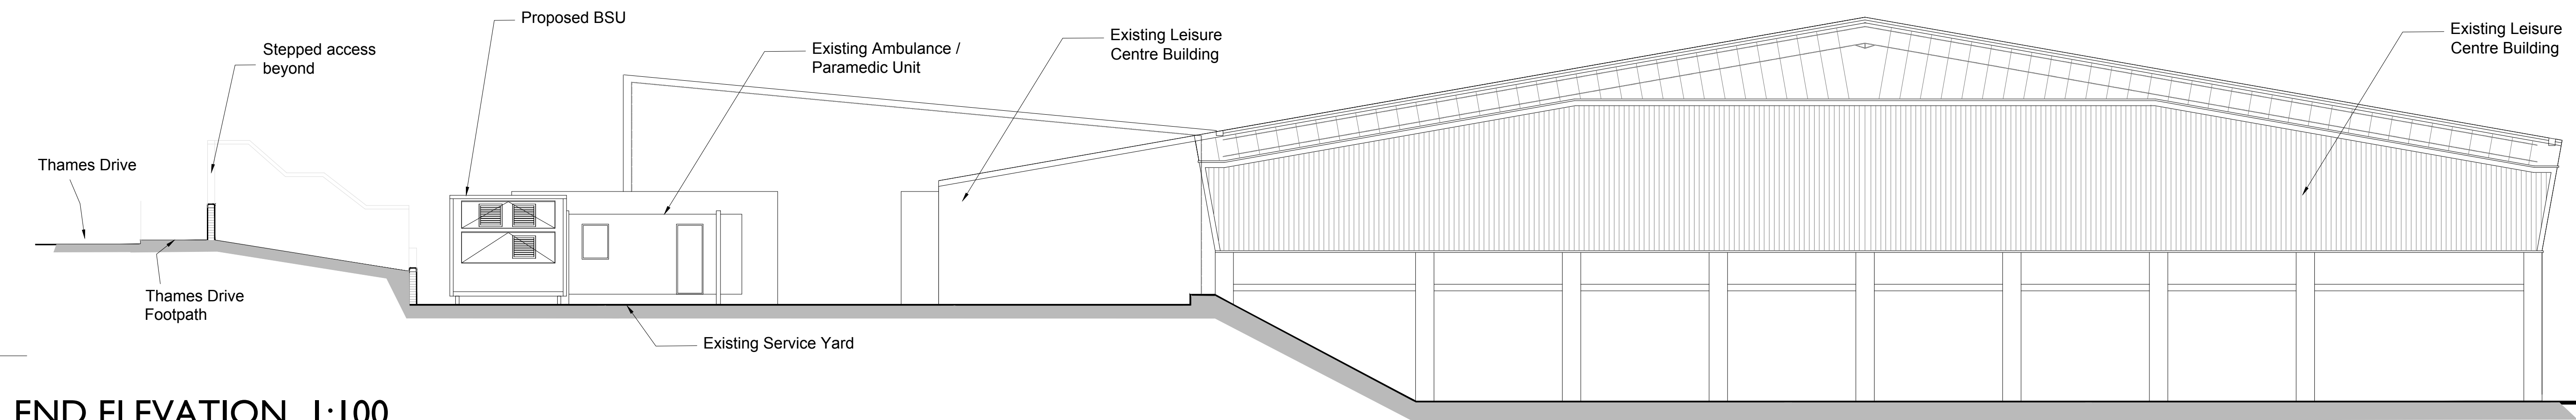 Proposed BSU
Stepped access
beyond
Existing Ambulance /
Paramedic Unit
Existing Leisure
Centre Building
Existing Leisure
Centre Building
Thames Drive
Thames Drive
Footpath
Existing Service Yard
END ELEVATION 1:100